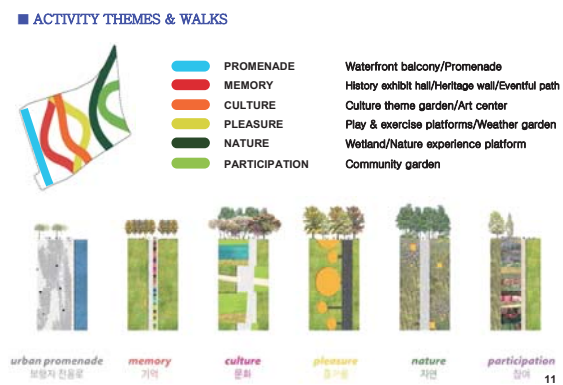 ACTIVITY THEMES & WALKS
PROMENADE Waterfront balcony/Promenade
MEMORY History exhibit hall/Heritage wall/Eventful path
CULTURE Culture theme garden/Art center
PLEASURE Play & exercise platforms/Weather garden
NATURE Wetland/Nature experience platform
PARTICIPATION Community garden
urban promenade memory culture pleasure nature participation
보행자 전용로 기억 문화 즐거움 자연 참여
11